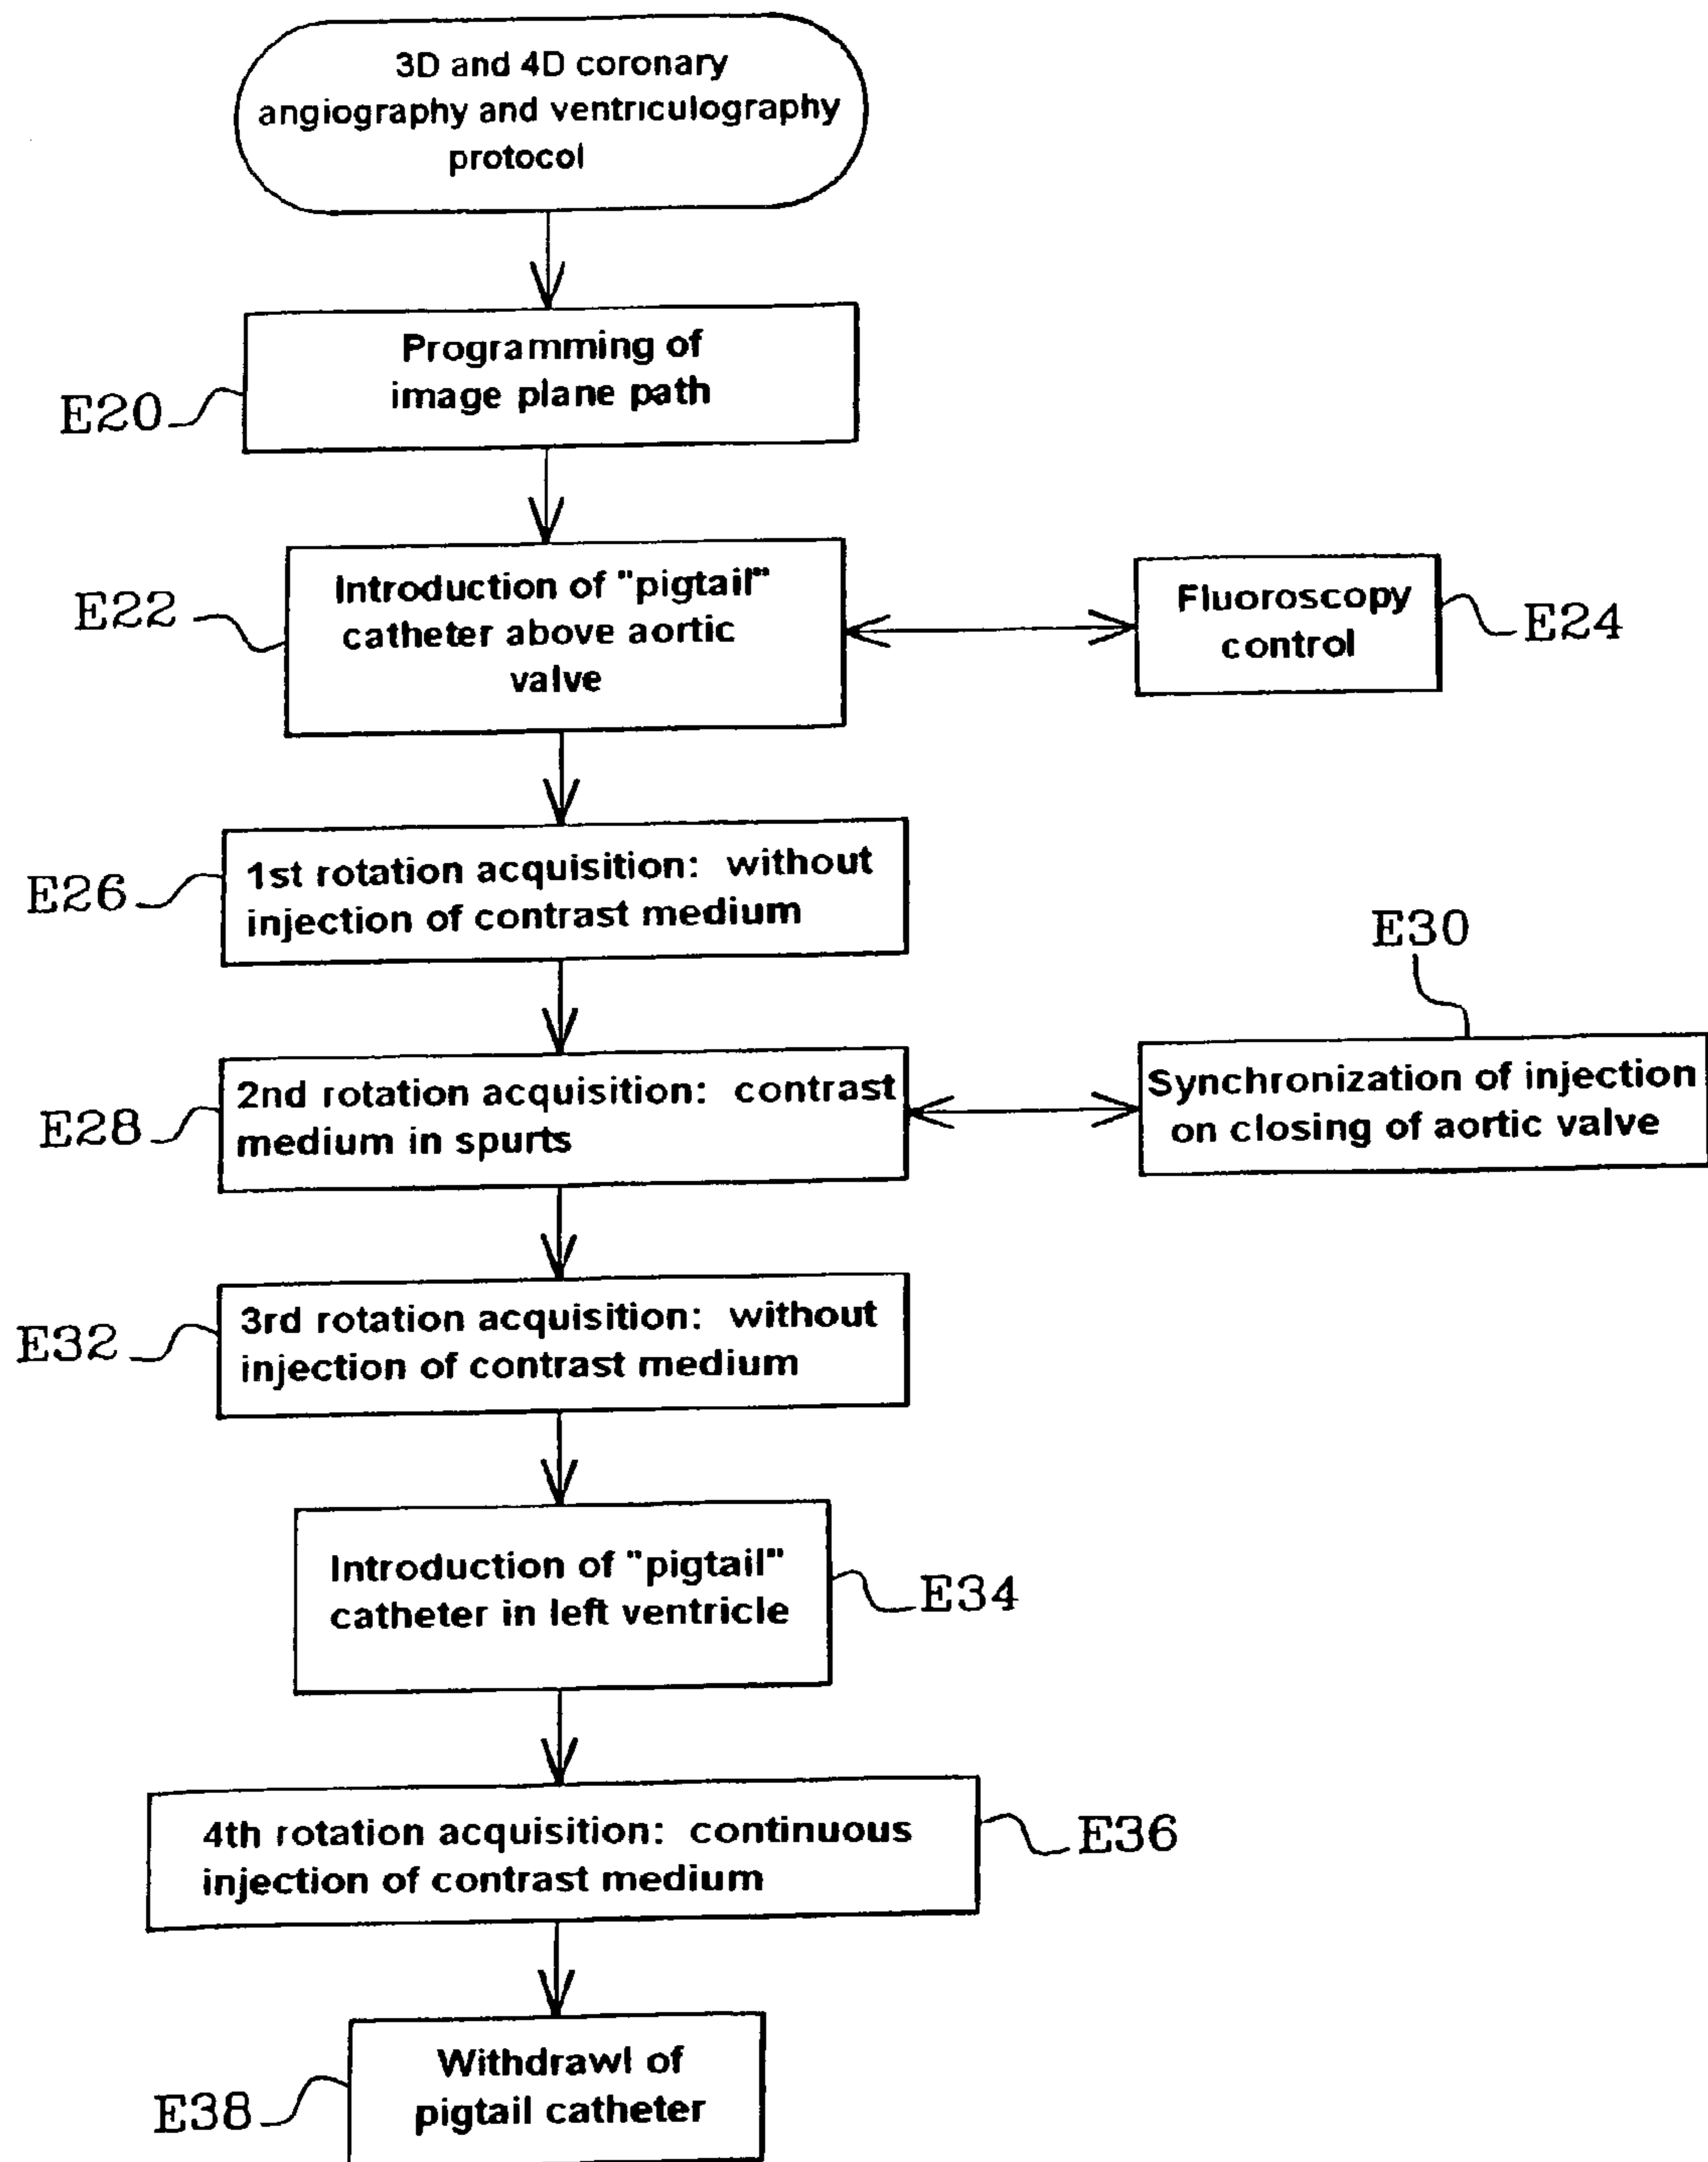 3D and 4D coronary
angiography and ventriculography
protocol
Programming of
image plane path
E20
Introduction of "pigtail"
catheter above aortic
valve
E22
Fluoroscopy
control
E24
1st rotation acquisition: without
injection of contrast medium
E26
2nd rotation acquisition: contrast
medium in spurts
E28
E30
Synchronization of injection
on closing of aortic valve
3rd rotation acquisition: without
injection of contrast medium
E32
Introduction of "pigtail"
catheter in left ventricle
E34
4th rotation acquisition: continuous
injection of contrast medium
E36
Withdrawl of
pigtail catheter
E38